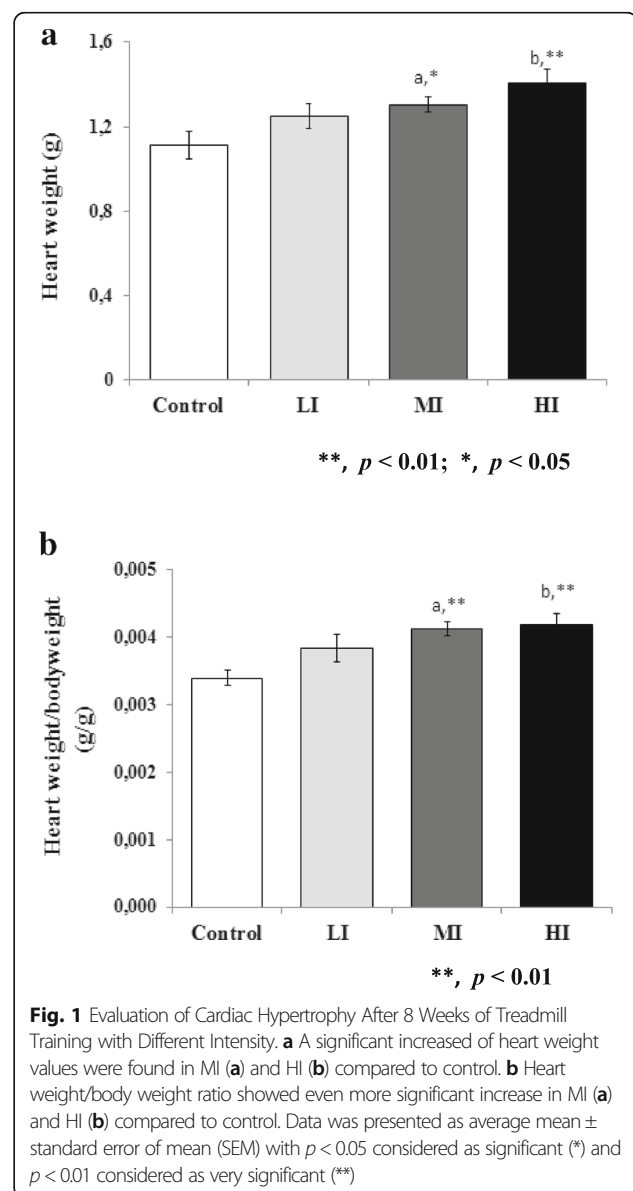 a
1,6
1,2
0,8
0,4
0
Heart weight (g)
a,*
b,**
Control LI MI HI
**, p < 0.01; *, p < 0.05
b
0,005
0,004
0,003
0,002
0,001
0,000
Heart weight/bodyweight
(g/g)
a,**
b,**
Control LI MI HI
**, p < 0.01
Fig. 1 Evaluation of Cardiac Hypertrophy After 8 Weeks of Treadmill
Training with Different Intensity. a A significant increased of heart weight
values were found in MI (a) and HI (b) compared to control. b Heart
weight/body weight ratio showed even more significant increase in MI (a)
and HI (b) compared to control. Data was presented as average mean ±
standard error of mean (SEM) with p < 0.05 considered as significant (*) and
p < 0.01 considered as very significant (**)